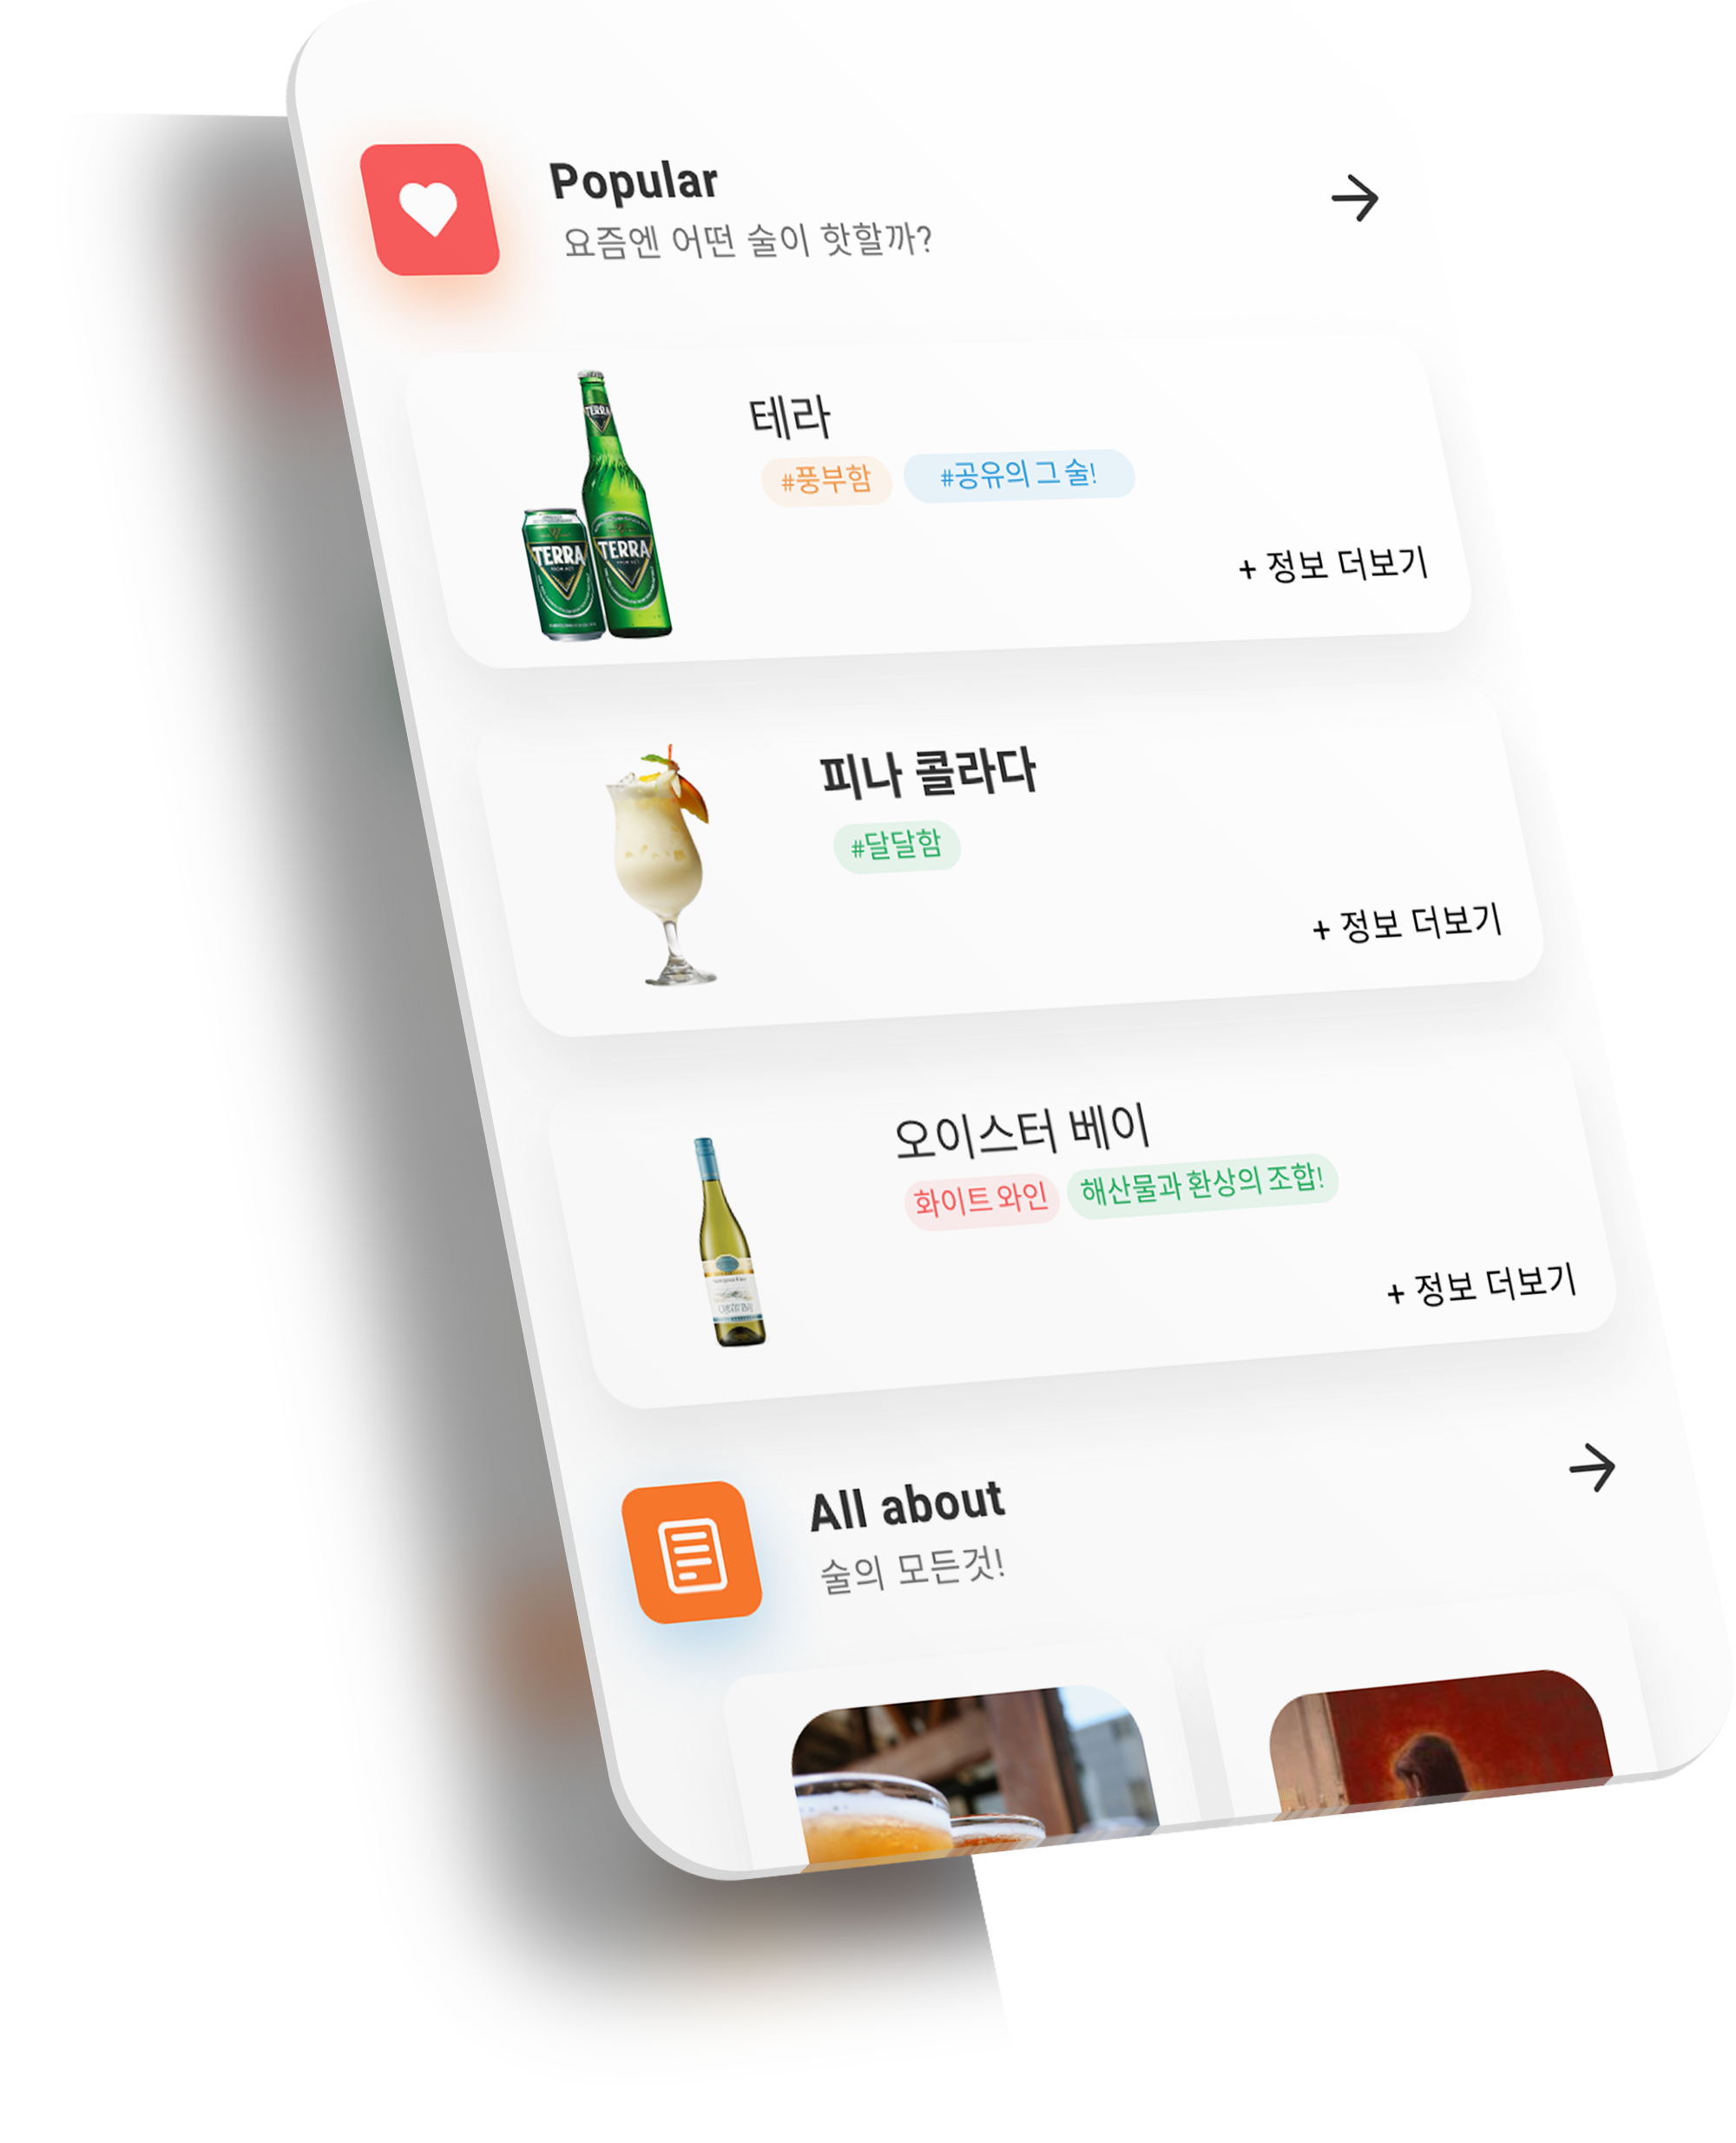 Popular
요즘엔 어떤 술이 핫할까?
테라
#풍부함 #공유의 그 술!
TERRA
TERRA TERRA
+ 정보 더보기
피나 콜라다
#달달함
+ 정보 더보기
오이스터 베이
화이트 와인 해산물과 환상의 조합!
+ 정보 더보기
All about
술의 모든것!